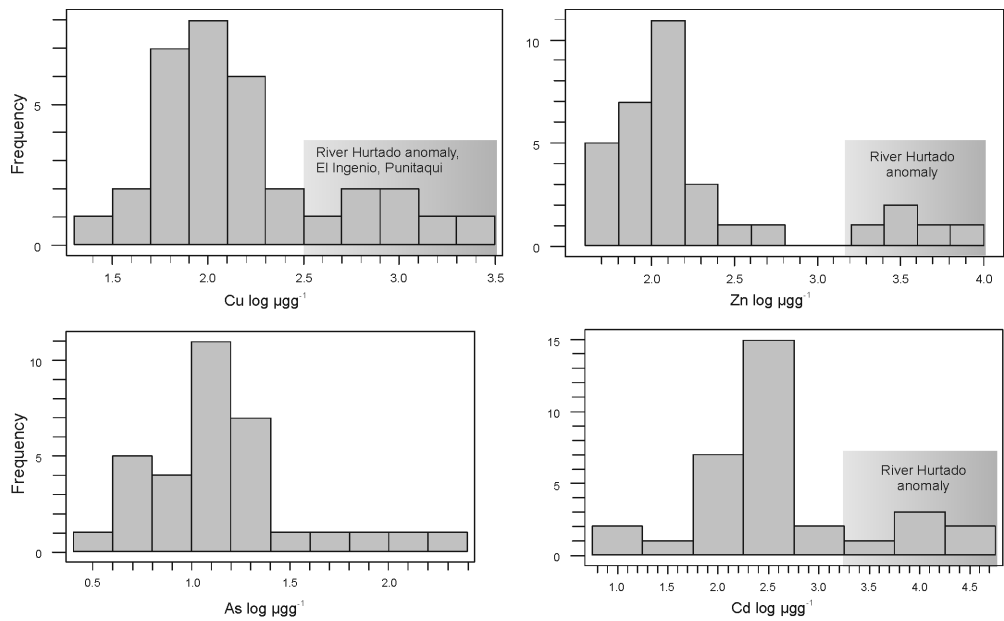 Frequency
5
0
River Hurtado anomaly,
El Ingenio, Punitaqui
1.5 2.0 2.5 3.0 3.5
Cu log µgg⁻¹
10
5
0
River Hurtado
anomaly
2.0 2.5 3.0 3.5 4.0
Zn log µgg⁻¹
Frequency
10
5
0
0.5 1.0 1.5 2.0
As log µgg⁻¹
15
10
5
0
River Hurtado
anomaly
1.0 1.5 2.0 2.5 3.0 3.5 4.0 4.5
Cd log µgg⁻¹